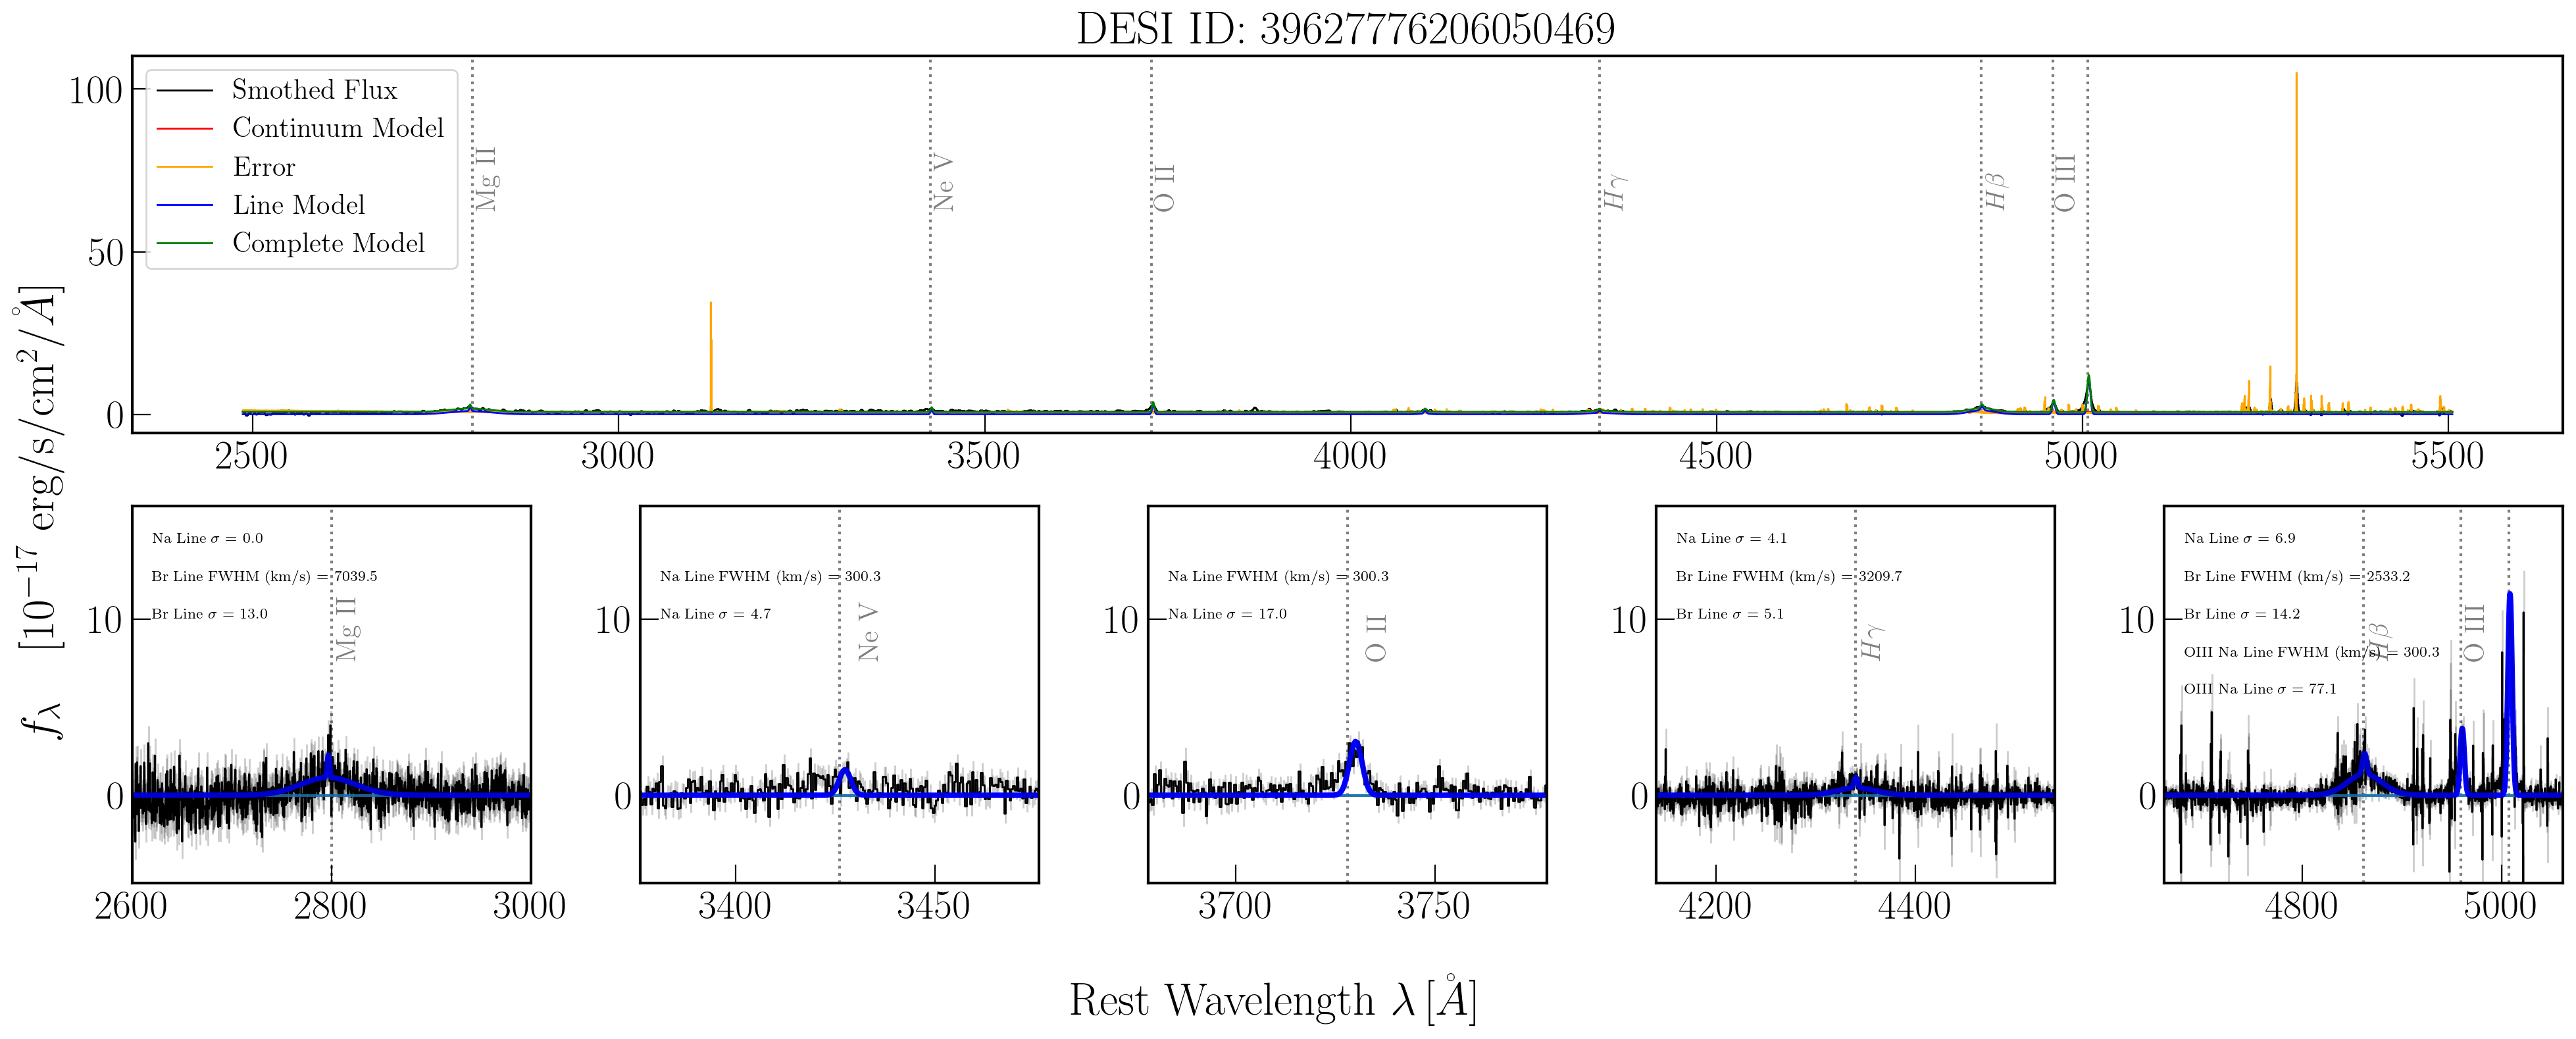 DESI ID: 39627776206050469
100
50
0
Smothed Flux
Continuum Model
Error
Line Model
Complete Model
Mg II
Ne V
O II
Hγ
Hβ
O III
2500
3000
3500
4000
4500
5000
5500
f_λ [10^{-17} erg/s/cm^2/Å]
Na Line σ = 0.0
Br Line FWHM (km/s) = 7039.5
Br Line σ = 13.0
Mg II
10
0
2600
2800
3000
Na Line FWHM (km/s) = 300.3
Na Line σ = 4.7
Ne V
10
0
3400
3450
Na Line FWHM (km/s) = 300.3
Na Line σ = 17.0
O II
10
0
3700
3750
Na Line σ = 4.1
Br Line FWHM (km/s) = 3209.7
Br Line σ = 5.1
Hγ
10
0
4200
4400
Na Line σ = 6.9
Br Line FWHM (km/s) = 2533.2
Br Line σ = 14.2
OIII Na Line FWHM (km/s) = 300.3
OIII Na Line σ = 77.1
Hβ
O III
10
0
4800
5000
Rest Wavelength λ [Å]